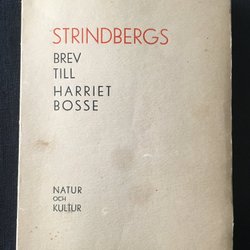 STRINDBERGS
BREV
TILL
HARRIET
BOSSE
NATUR
OCH
KULTUR